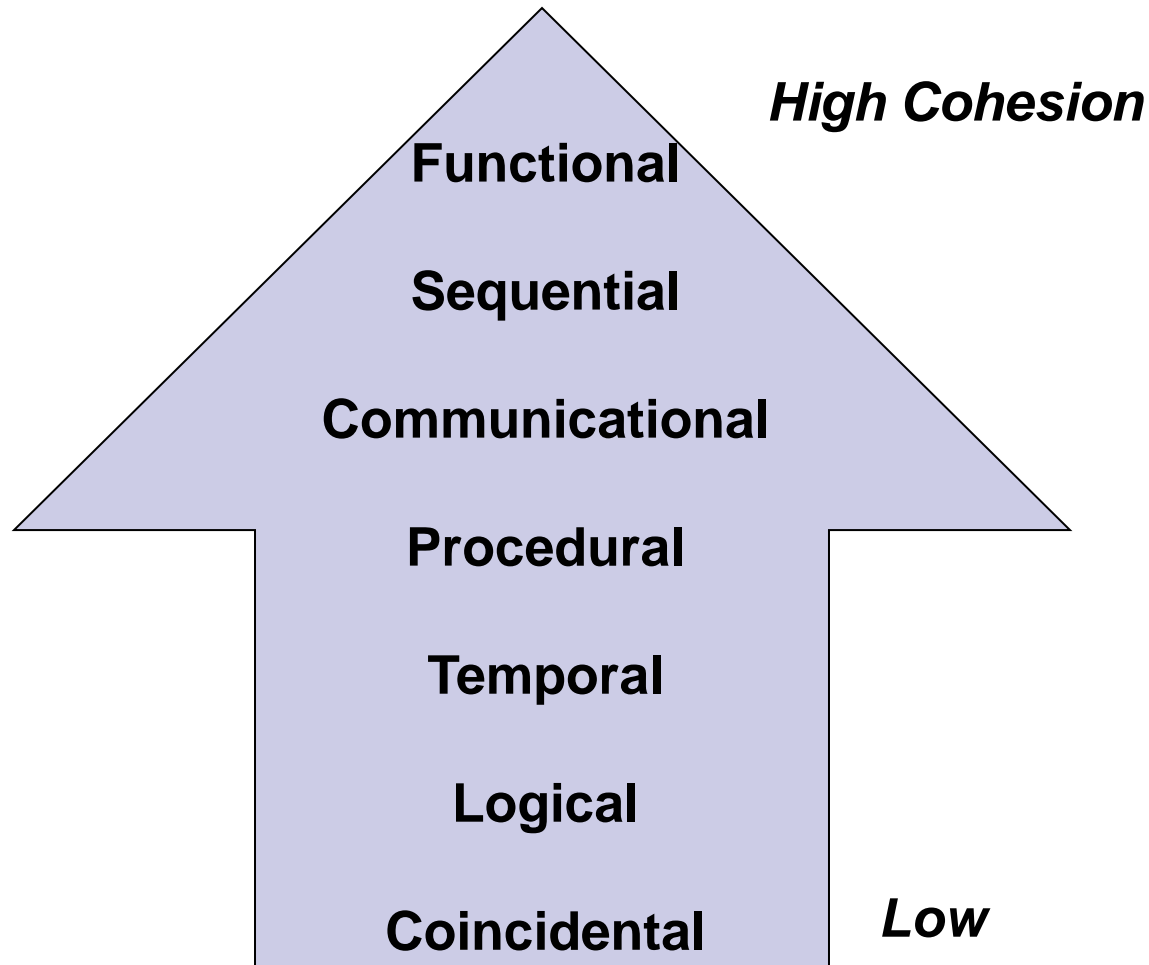 High Cohesion
Functional
Sequential
Communicational
Procedural
Temporal
Logical
Coincidental
Low